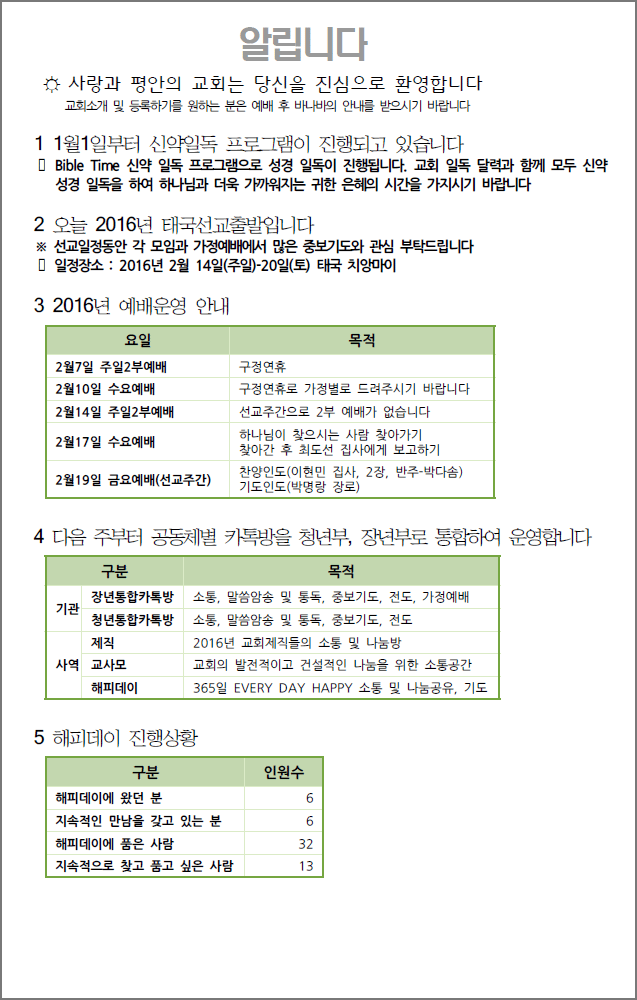 알립니다
☼ 사랑과 평안의 교회는 당신을 진심으로 환영합니다
교회소개 및 등록하기를 원하는 분은 예배 후 바나바의 안내를 받으시기 바랍니다
1 1월1일부터 신약일독 프로그램이 진행되고 있습니다
▯ Bible Time 신약 일독 프로그램으로 성경 일독이 진행됩니다. 교회 일독 달력과 함께 모두 신약
성경 일독을 하여 하나님과 더욱 가까워지는 귀한 은혜의 시간을 가지시기 바랍니다
2 오늘 2016년 태국선교출발입니다
※ 선교일정동안 각 모임과 가정예배에서 많은 중보기도와 관심 부탁드립니다
▯ 일정장소 : 2016년 2월 14일(주일)-20일(토) 태국 치앙마이
3 2016년 예배운영 안내
요일 목적
2월7일 주일2부예배 구정연휴
2월10일 수요예배 구정연휴로 가정별로 드려주시기 바랍니다
2월14일 주일2부예배 선교주간으로 2부 예배가 없습니다
2월17일 수요예배 하나님이 찾으시는 사람 찾아가기
찾아간 후 최도선 집사에게 보고하기
2월19일 금요예배(선교주간) 찬양인도(이현민 집사, 2장, 반주-박다솜)
기도인도(박명랑 장로)
4 다음 주부터 공동체별 카톡방을 청년부, 장년부로 통합하여 운영합니다
구분 목적
기관 장년통합카톡방 소통, 말씀암송 및 통독, 중보기도, 전도, 가정예배
청년통합카톡방 소통, 말씀암송 및 통독, 중보기도, 전도
사역 제직 2016년 교회제직들의 소통 및 나눔방
교사모 교회의 발전적이고 건설적인 나눔을 위한 소통공간
해피데이 365일 EVERY DAY HAPPY 소통 및 나눔공유, 기도
5 해피데이 진행상황
구분 인원수
해피데이에 왔던 분 6
지속적인 만남을 갖고 있는 분 6
해피데이에 품은 사람 32
지속적으로 찾고 품고 싶은 사람 13